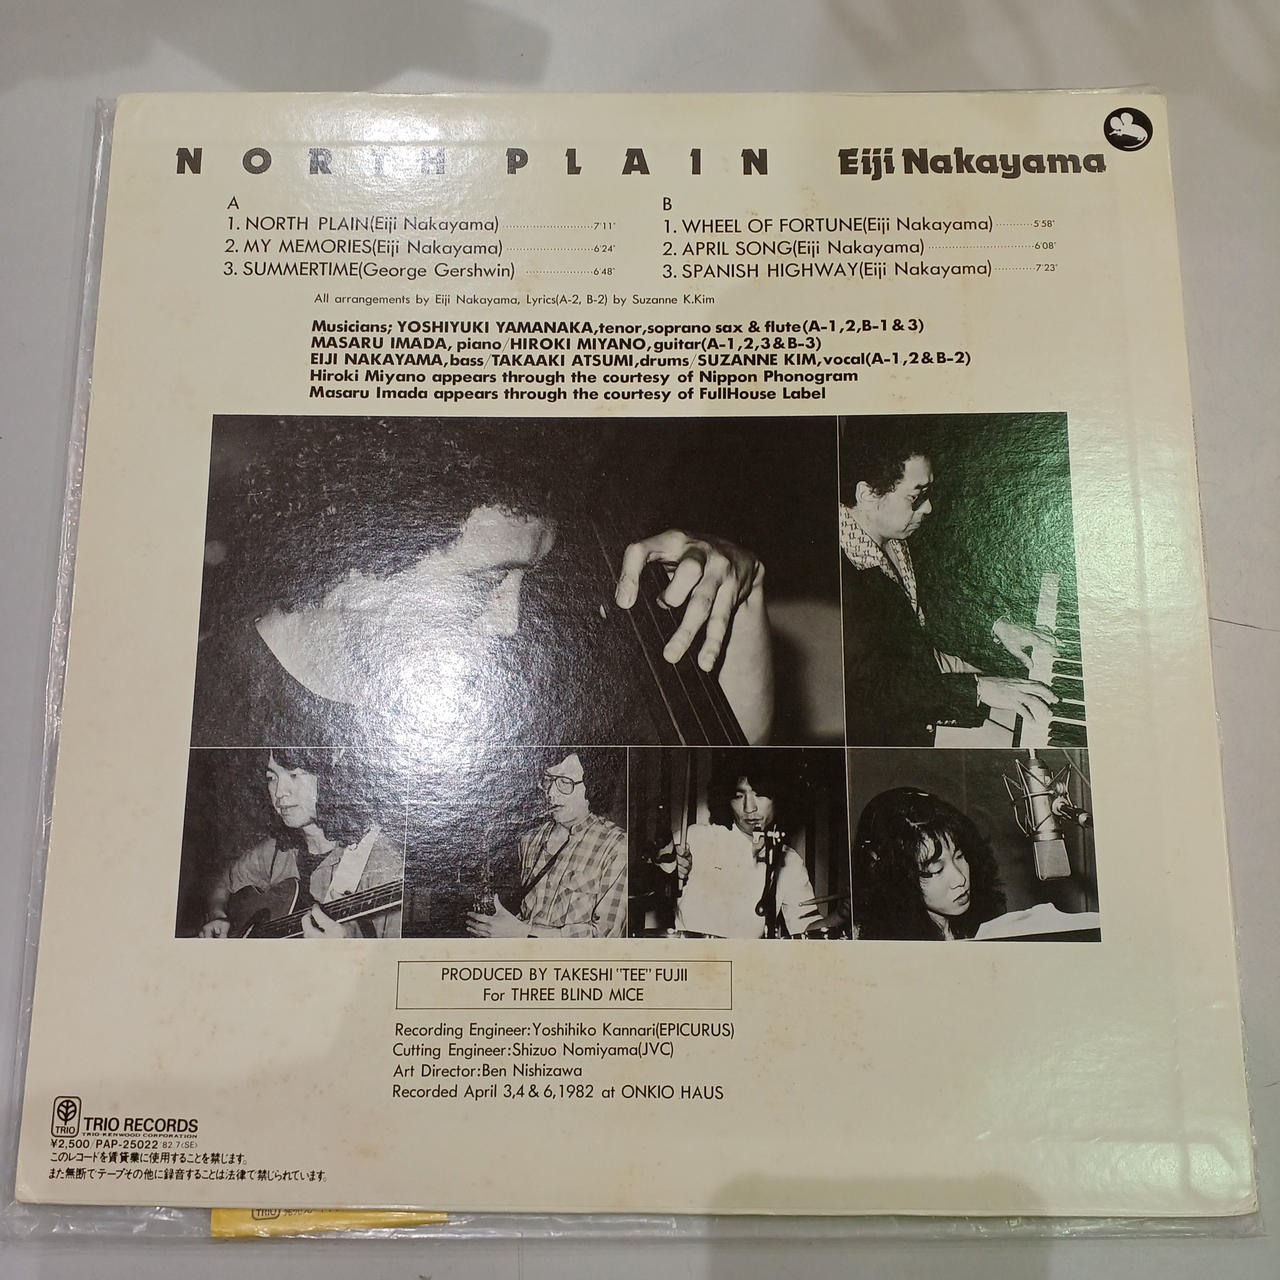 NORTH PLAIN Eiji Nakayama
A
1. NORTH PLAIN(Eiji Nakayama) 7'11"
2. MY MEMORIES(Eiji Nakayama) 6'24"
3. SUMMERTIME(George Gershwin) 6'48"
B
1. WHEEL OF FORTUNE(Eiji Nakayama) 5'58"
2. APRIL SONG(Eiji Nakayama) 6'08"
3. SPANISH HIGHWAY(Eiji Nakayama) 7'23"
All arrangements by Eiji Nakayama, Lyrics(A-2, B-2) by Suzanne K.Kim
Musicians; YOSHIYUKI YAMANAKA,tenor,soprano sax & flute(A-1,2,B-1&3)
MASARU IMADA, piano/HIROKI MIYANO,guitar(A-1,2,3&B-3)
EIJI NAKAYAMA,bass/TAKAAKI ATSUMI,drums/SUZANNE KIM,vocal(A-1,2&B-2)
Hiroki Miyano appears through the courtesy of Nippon Phonogram
Masaru Imada appears through the courtesy of FullHouse Label
PRODUCED BY TAKESHI "TEE" FUJII
For THREE BLIND MICE
Recording Engineer:Yoshihiko Kannari(EPICURUS)
Cutting Engineer:Shizuo Nomiyama(JVC)
Art Director:Ben Nishizawa
Recorded April 3,4&6,1982 at ONKIO HAUS
TRIO TRIO RECORDS
TRIO-KENWOOD CORPORATION
¥2,500/PAP-25022 '82.7(SE)
このレコードを賃貸業に使用することを禁じます。
また無断でテープその他に録音することは法律で禁じられています。
TRIO